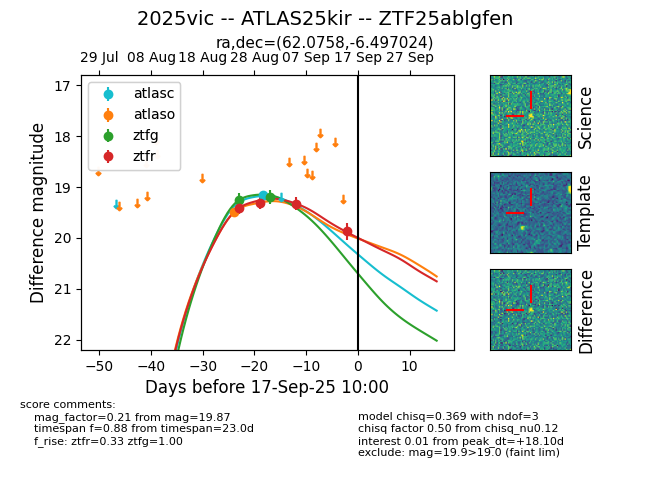 2025vic -- ATLAS25kir -- ZTF25ablgfen
ra,dec=(62.0758,-6.497024)
29 Jul 08 Aug 18 Aug 28 Aug 07 Sep 17 Sep 27 Sep
atlasc
atlaso
ztfg
ztfr
17
18
19
20
21
22
Difference magnitude
−50 −40 −30 −20 −10 0 10
Days before 17-Sep-25 10:00
Science
Template
Difference
score comments:
mag_factor=0.21 from mag=19.87
timespan f=0.88 from timespan=23.0d
f_rise: ztfr=0.33 ztfg=1.00
model chisq=0.369 with ndof=3
chisq factor 0.50 from chisq_nu0.12
interest 0.01 from peak_dt=+18.10d
exclude: mag=19.9>19.0 (faint lim)